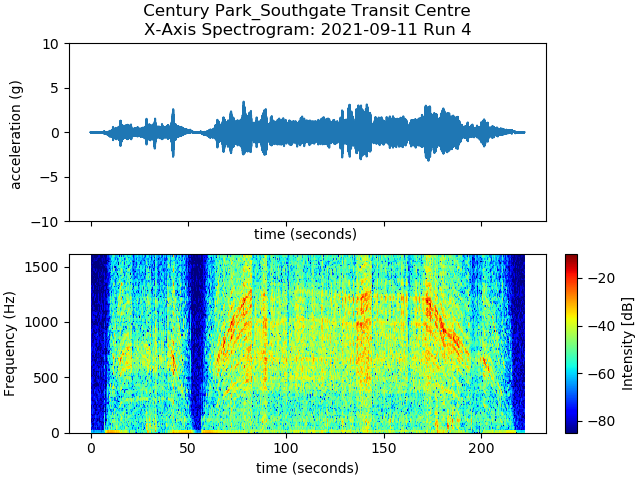 Century Park_Southgate Transit Centre
X-Axis Spectrogram: 2021-09-11 Run 4
10
5
0
−5
−10
acceleration (g)
time (seconds)
1500
1000
500
0
Frequency (Hz)
0
50
100
150
200
time (seconds)
−20
−40
−60
−80
Intensity [dB]